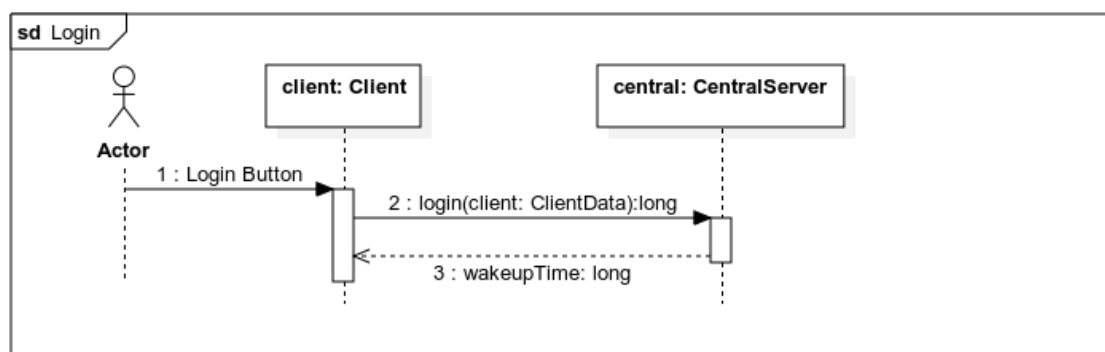 sd Login
client: Client
central: CentralServer
Actor
1 : Login Button
2 : login(client: ClientData):long
3 : wakeupTime: long